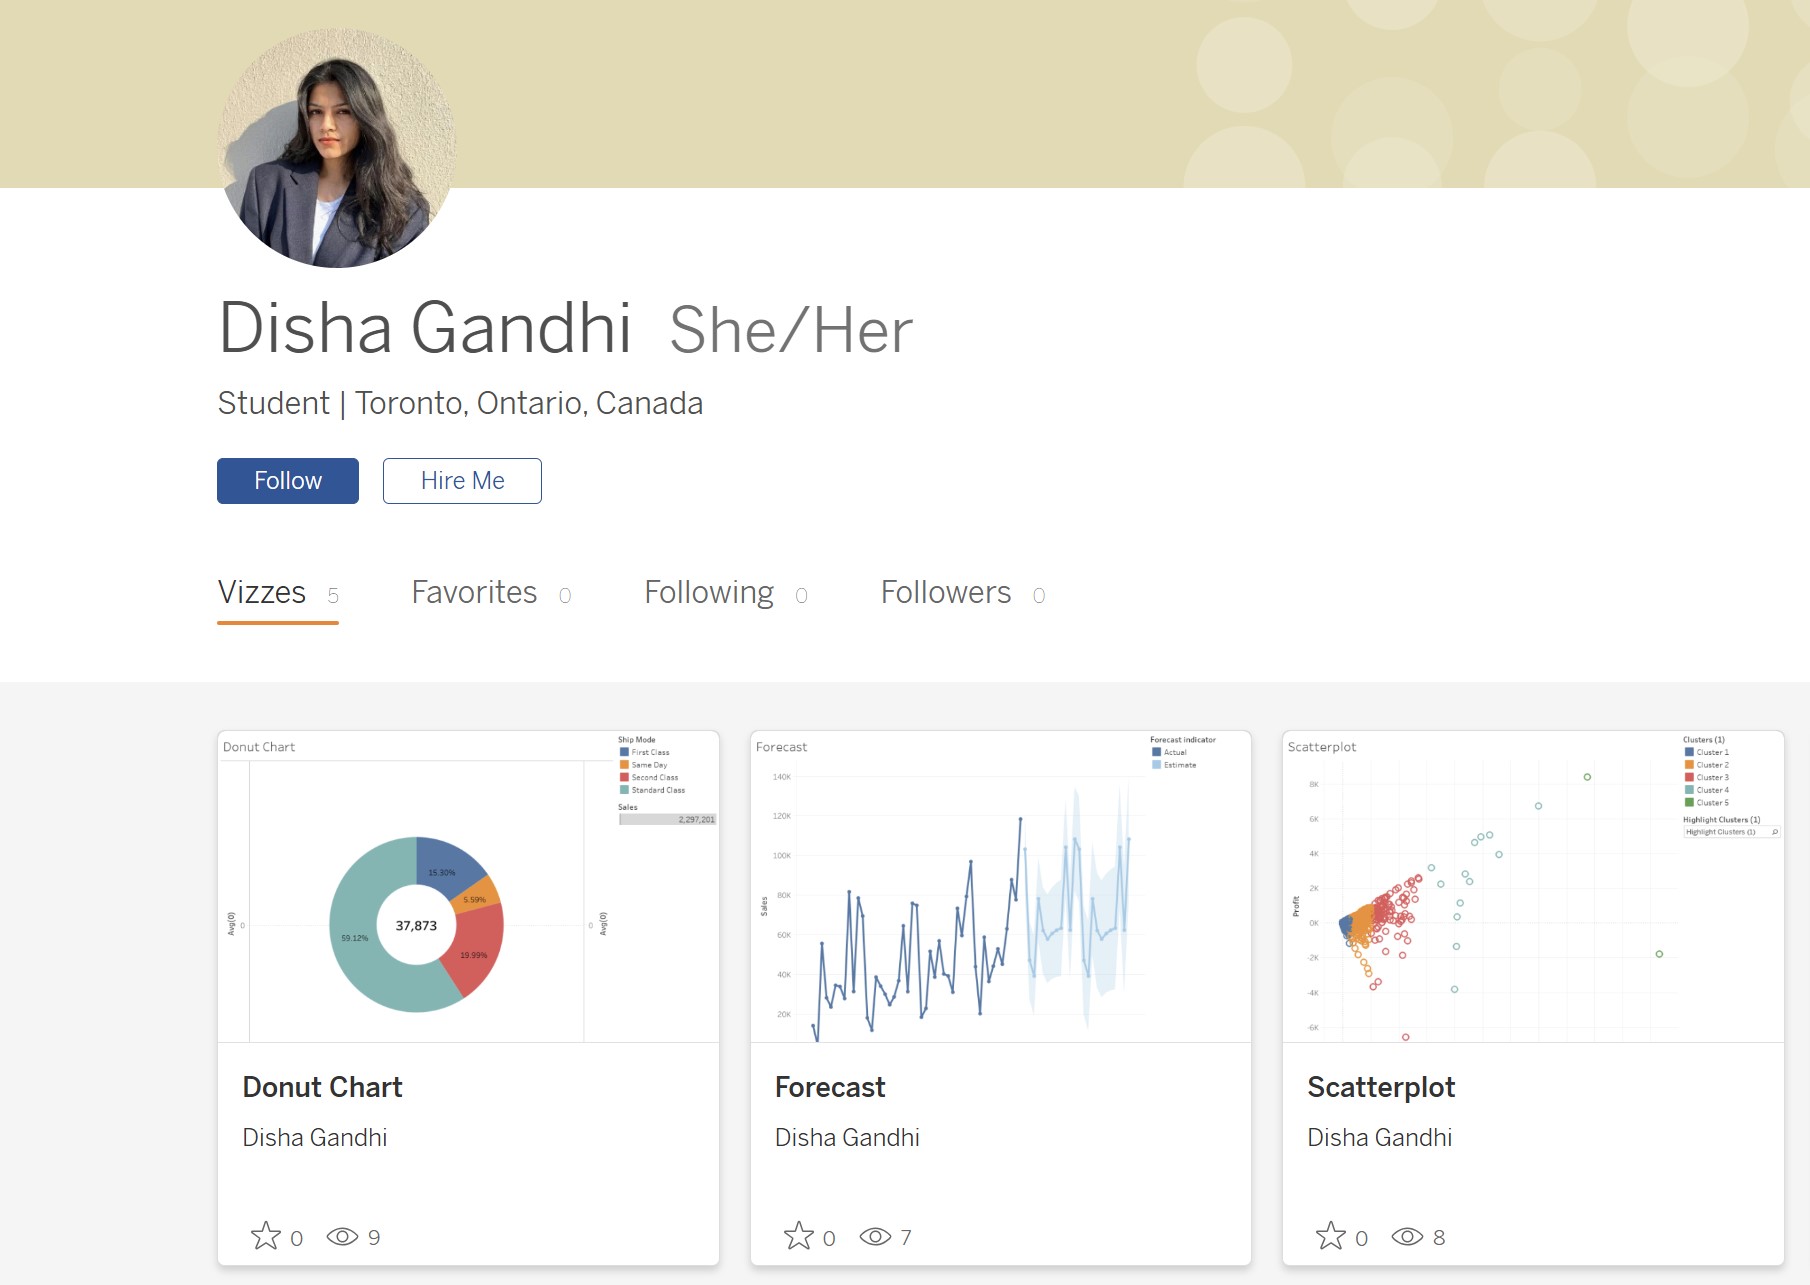 Disha Gandhi She/Her
Student | Toronto, Ontario, Canada
Follow Hire Me
Vizzes 5 Favorites 0 Following 0 Followers 0
Donut Chart
Ship Mode
First Class
Same Day
Second Class
Standard Class
Sales
2,297,201
15.30%
5.59%
19.99%
59.12%
37,873
Avg(0)
0
0
Avg(0)
Donut Chart
Disha Gandhi
0 9
Forecast
Forecast indicator
Actual
Estimate
Sales
140K
120K
100K
80K
60K
40K
20K
Forecast
Disha Gandhi
0 7
Scatterplot
Clusters (1)
Cluster 1
Cluster 2
Cluster 3
Cluster 4
Cluster 5
Highlight Clusters (1)
Highlight Clusters (1)
Profit
8K
6K
4K
2K
0K
-2K
-4K
-6K
Scatterplot
Disha Gandhi
0 8